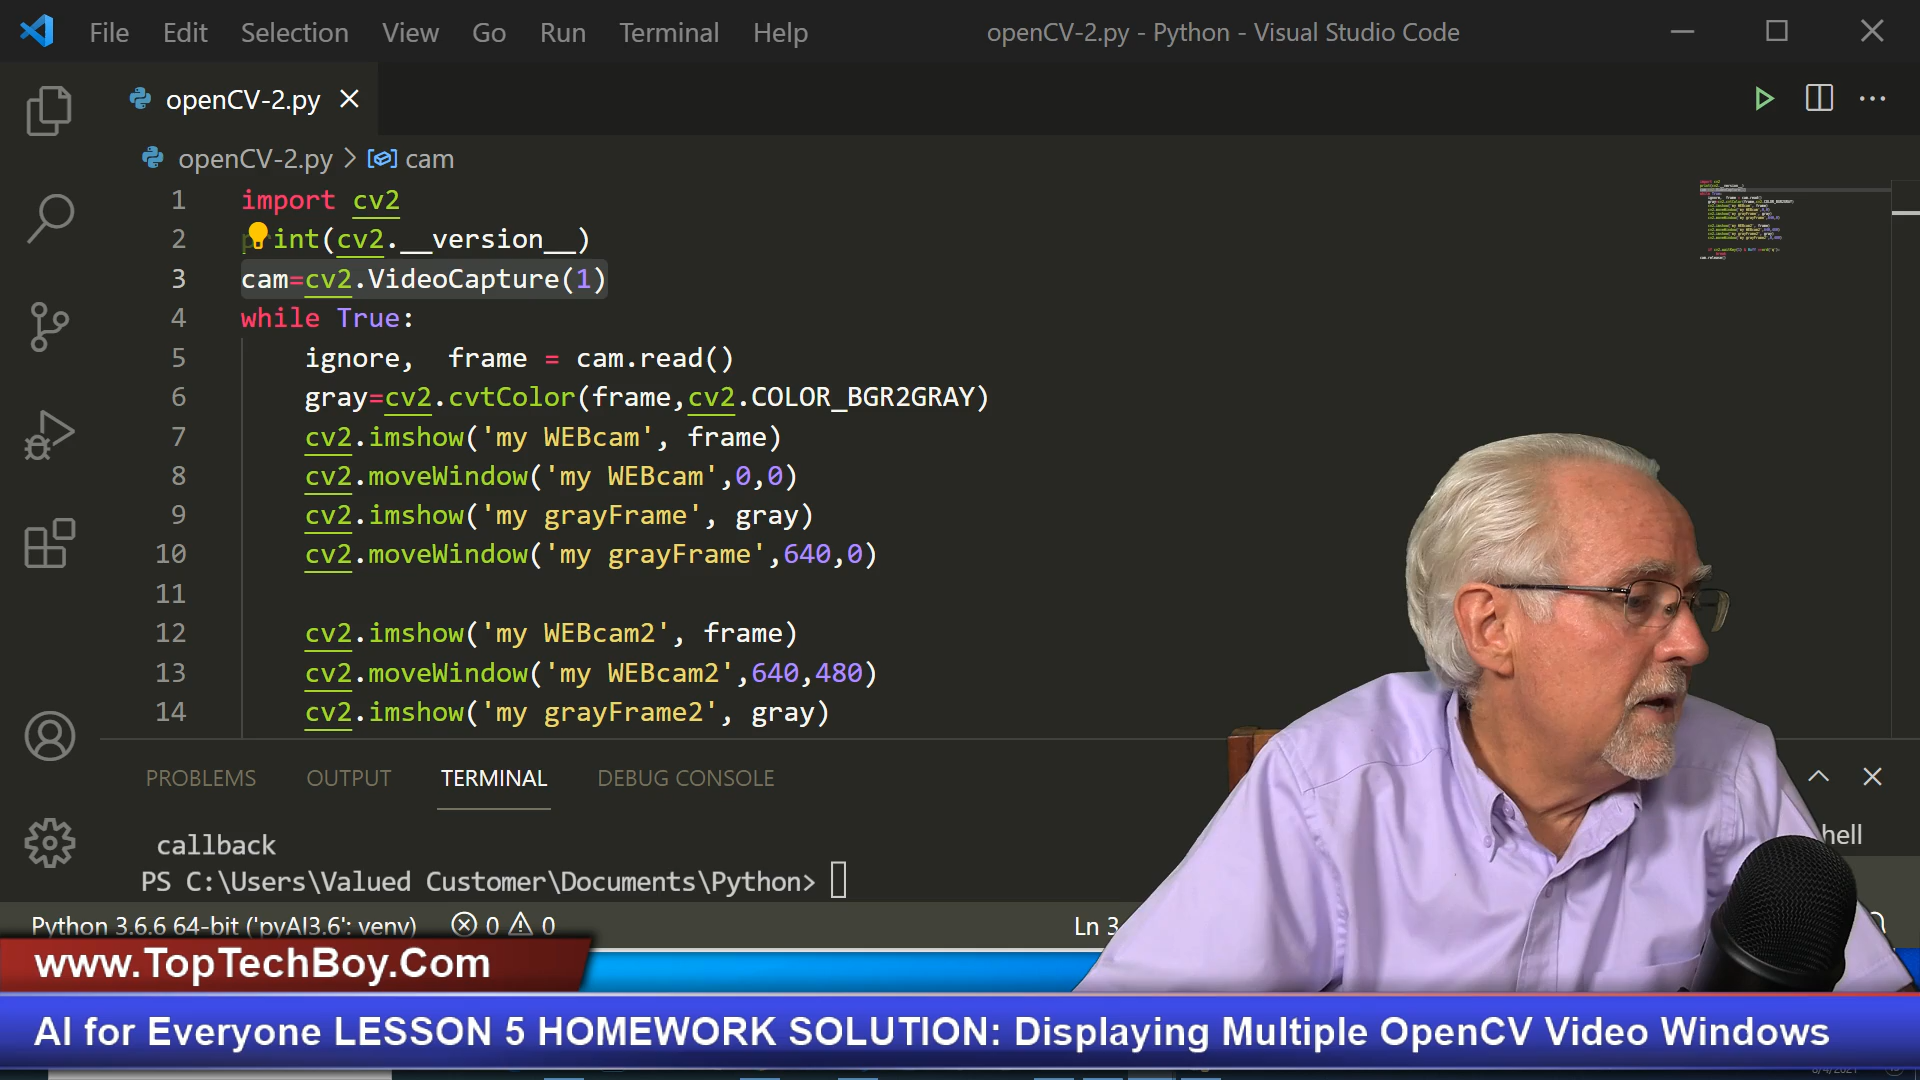 File Edit Selection View Go Run Terminal Help openCV-2.py - Python - Visual Studio Code
openCV-2.py
openCV-2.py > cam
1 import cv2
2 print(cv2.__version__)
3 cam=cv2.VideoCapture(1)
4 while True:
5 ignore,  frame = cam.read()
6 gray=cv2.cvtColor(frame,cv2.COLOR_BGR2GRAY)
7 cv2.imshow('my WEBcam', frame)
8 cv2.moveWindow('my WEBcam',0,0)
9 cv2.imshow('my grayFrame', gray)
10 cv2.moveWindow('my grayFrame',640,0)
11
12 cv2.imshow('my WEBcam2', frame)
13 cv2.moveWindow('my WEBcam2',640,480)
14 cv2.imshow('my grayFrame2', gray)
PROBLEMS OUTPUT TERMINAL DEBUG CONSOLE
hell
callback
PS C:\Users\Valued Customer\Documents\Python>
Python 3.6.6 64-bit ('pyAI3.6': venv) 0 0 Ln 3
www.TopTechBoy.Com
AI for Everyone LESSON 5 HOMEWORK SOLUTION: Displaying Multiple OpenCV Video Windows